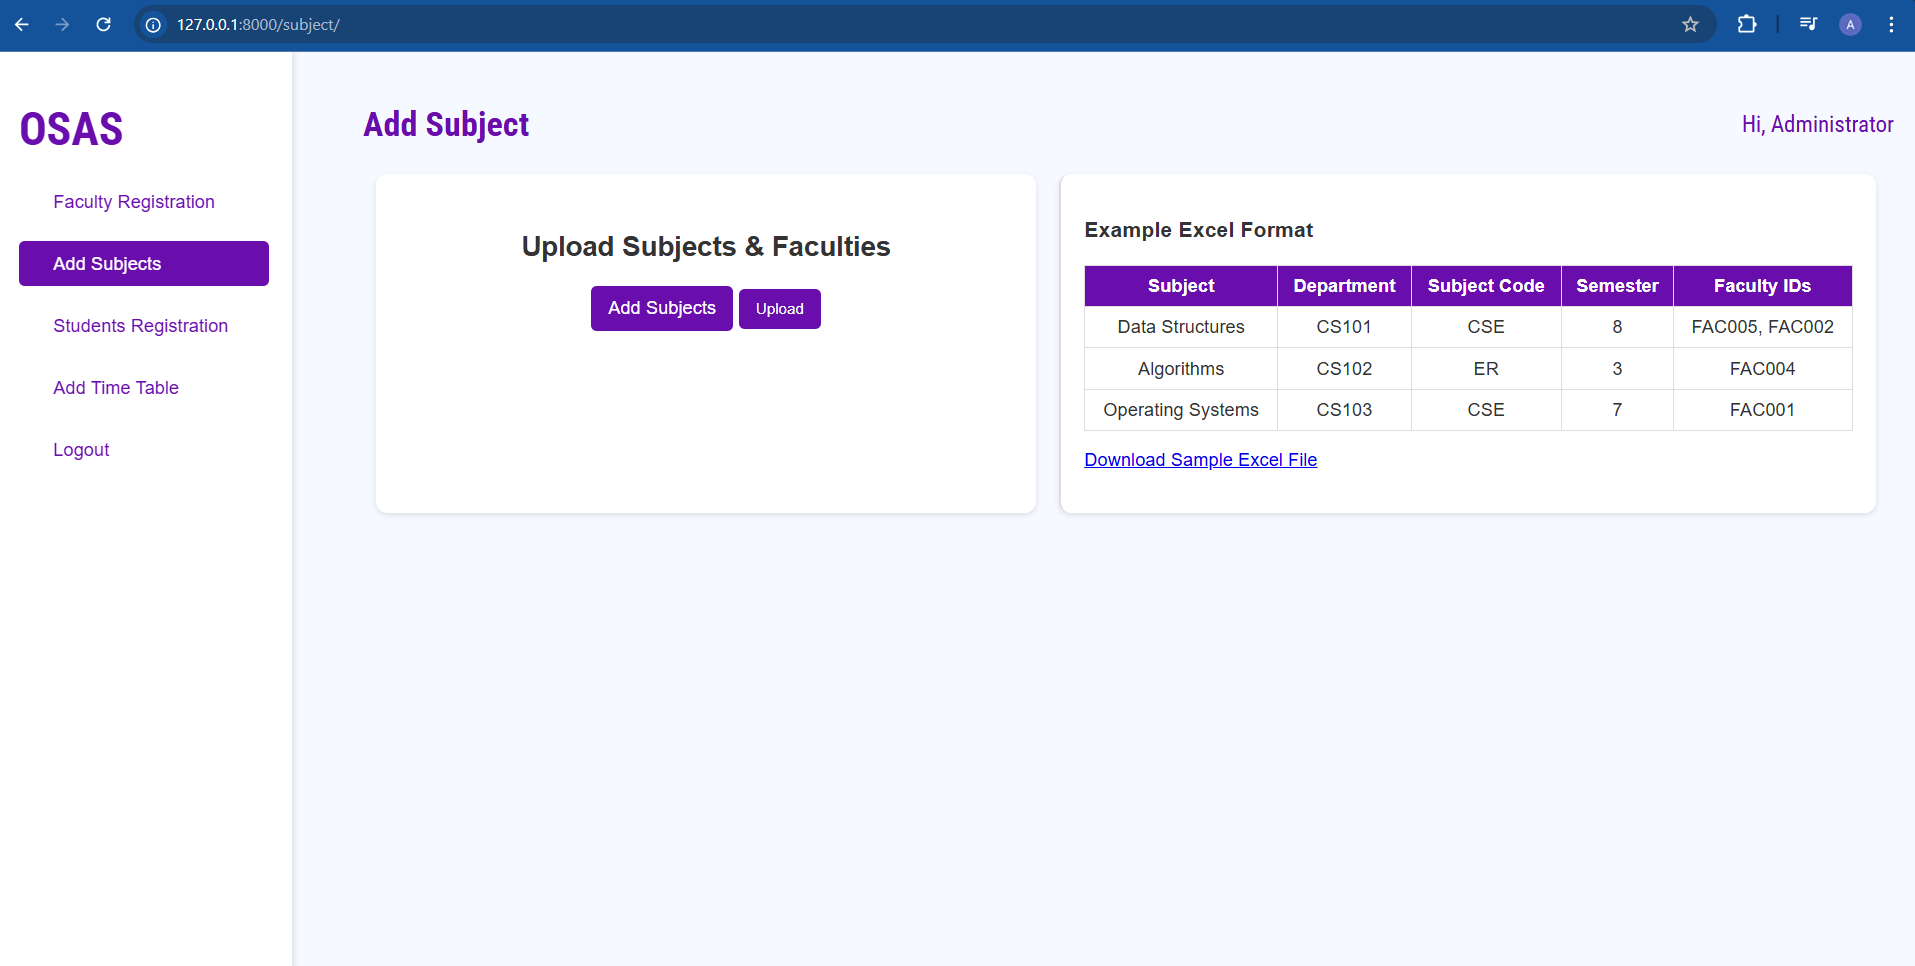 127.0.0.1:8000/subject/
A
OSAS
Faculty Registration
Add Subjects
Students Registration
Add Time Table
Logout
Add Subject
Hi, Administrator
Upload Subjects & Faculties
Add Subjects Upload
Example Excel Format
Subject Department Subject Code Semester Faculty IDs
Data Structures CS101 CSE 8 FAC005, FAC002
Algorithms CS102 ER 3 FAC004
Operating Systems CS103 CSE 7 FAC001
Download Sample Excel File